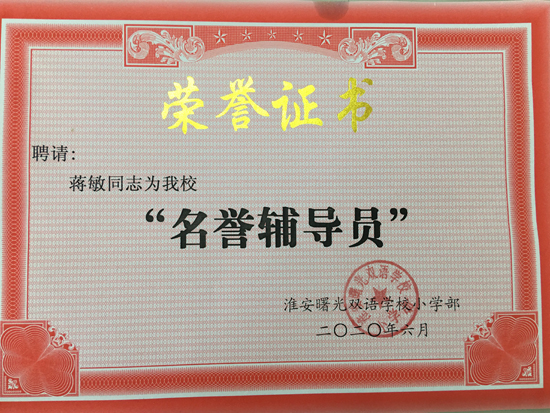 荣誉证书
聘请:
蒋敏同志为我校
“名誉辅导员”
淮安曙光双语学校小学部
二〇二〇年六月